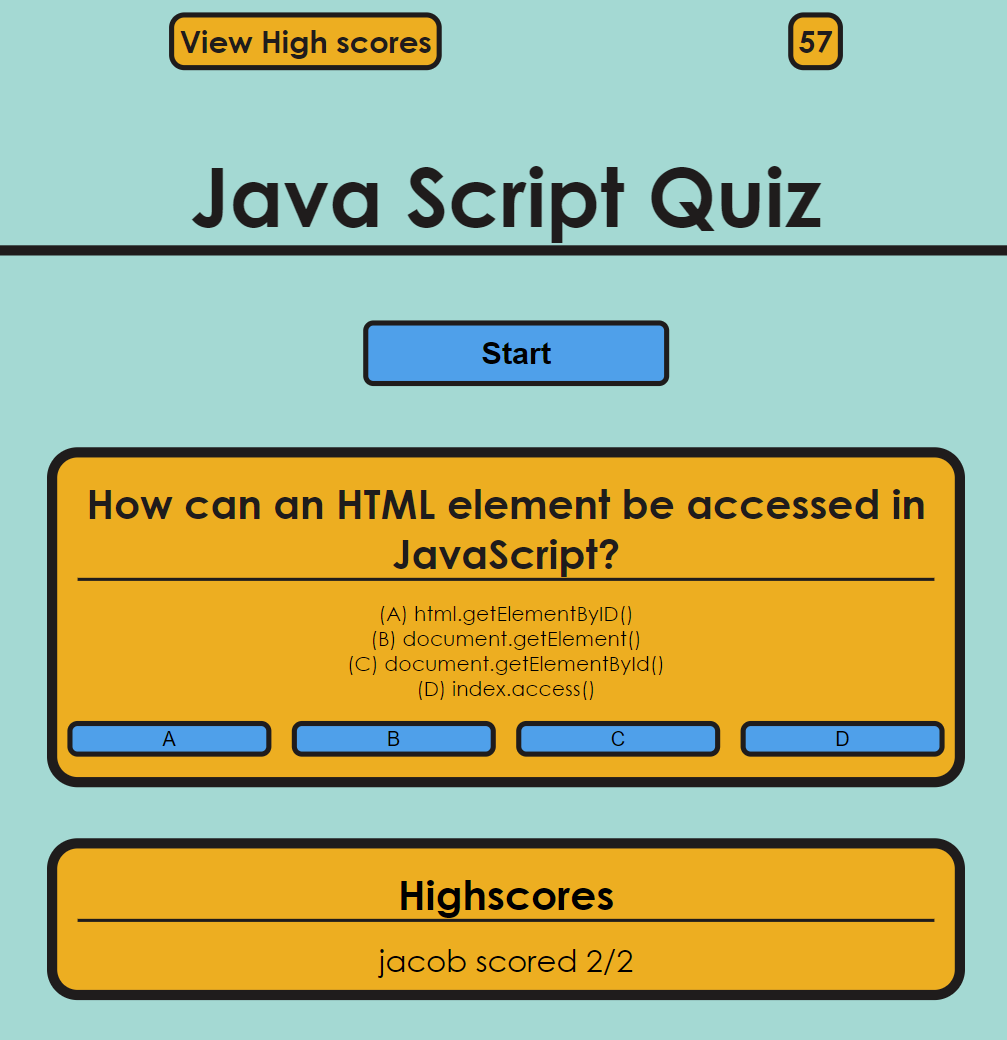 View High scores
57
Java Script Quiz
Start
How can an HTML element be accessed in
JavaScript?
(A) html.getElementByID()
(B) document.getElement()
(C) document.getElementById()
(D) index.access()
A
B
C
D
Highscores
jacob scored 2/2